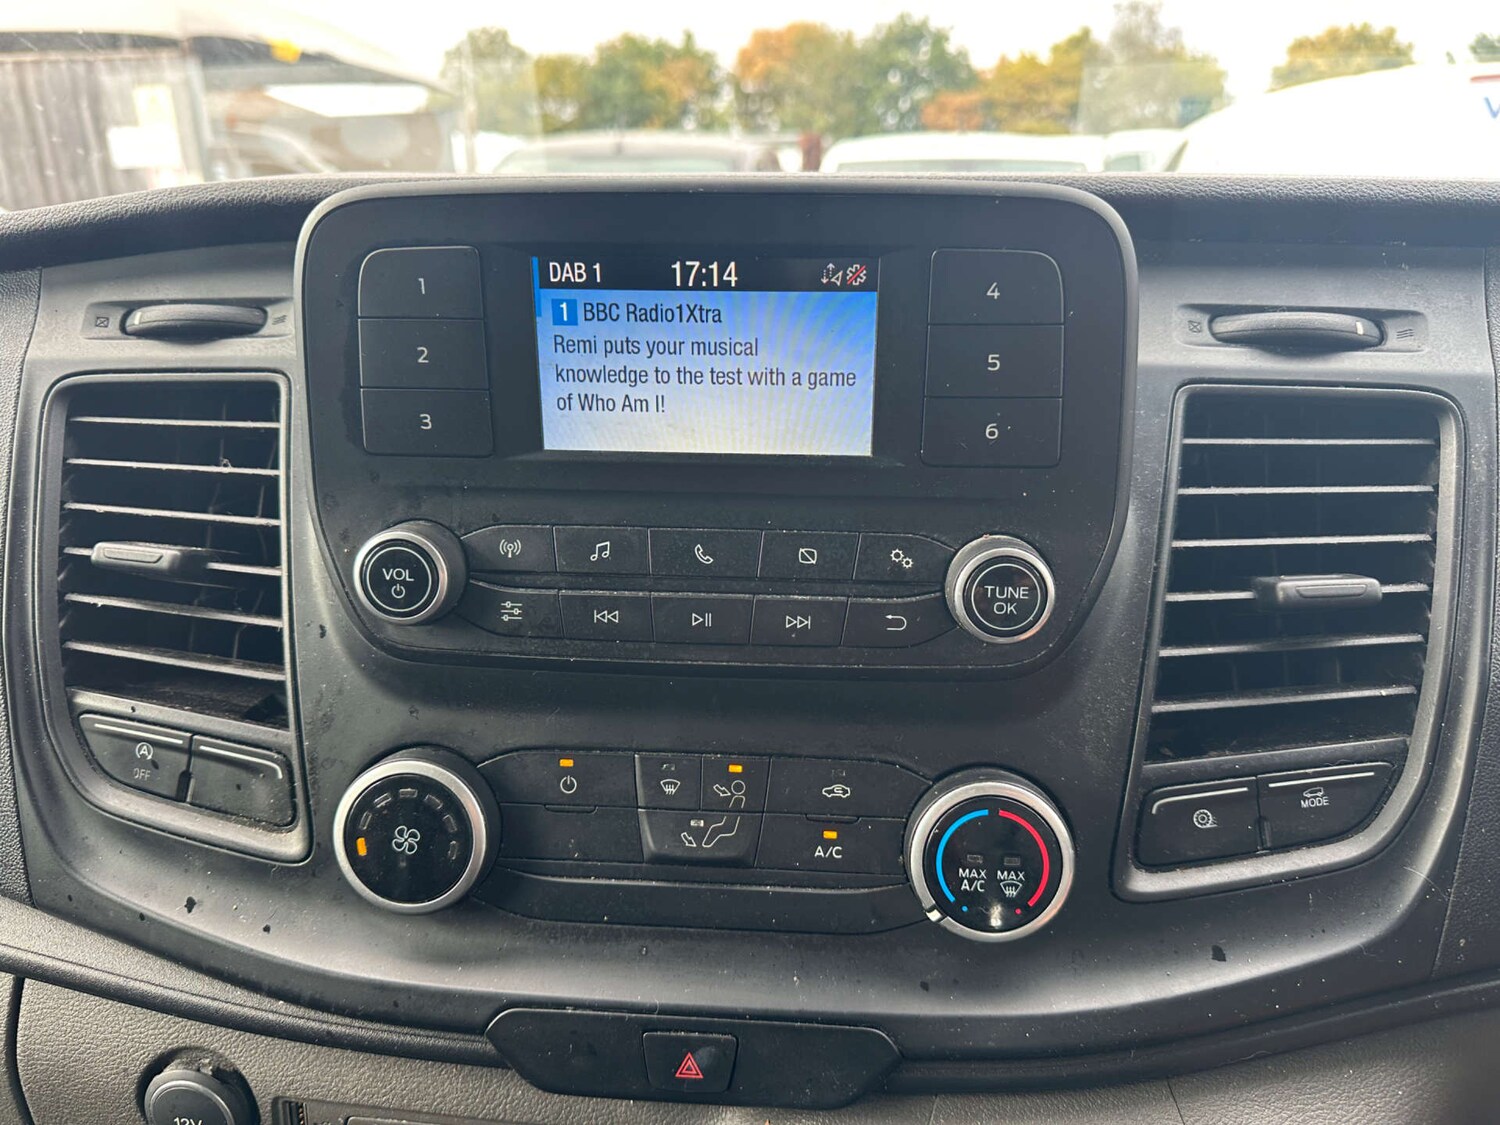 DAB 1 17:14
1 BBC Radio1Xtra
Remi puts your musical
knowledge to the test with a game
of Who Am I!
1
2
3
4
5
6
VOL
TUNE
OK
A
OFF
A/C
MAX
A/C
MAX
MODE
12V